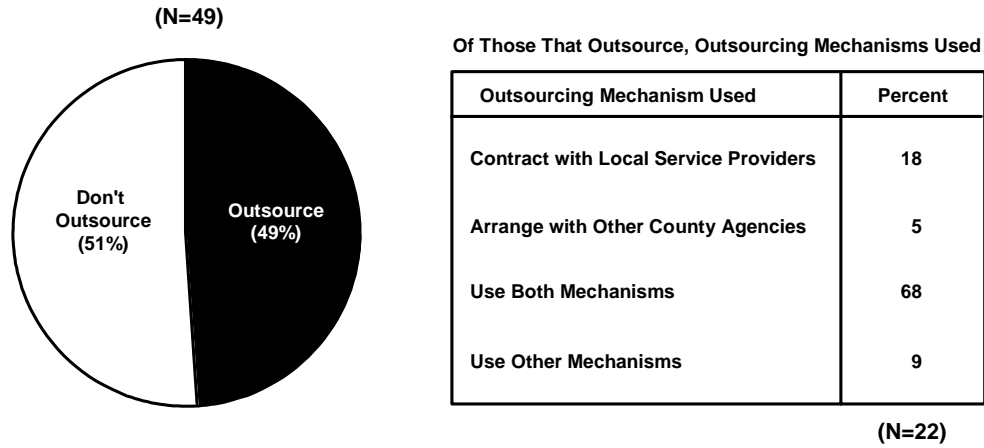 (N=49)
Don't
Outsource
(51%)
Outsource
(49%)
Of Those That Outsource, Outsourcing Mechanisms Used
Outsourcing Mechanism Used Percent
Contract with Local Service Providers 18
Arrange with Other County Agencies 5
Use Both Mechanisms 68
Use Other Mechanisms 9
(N=22)